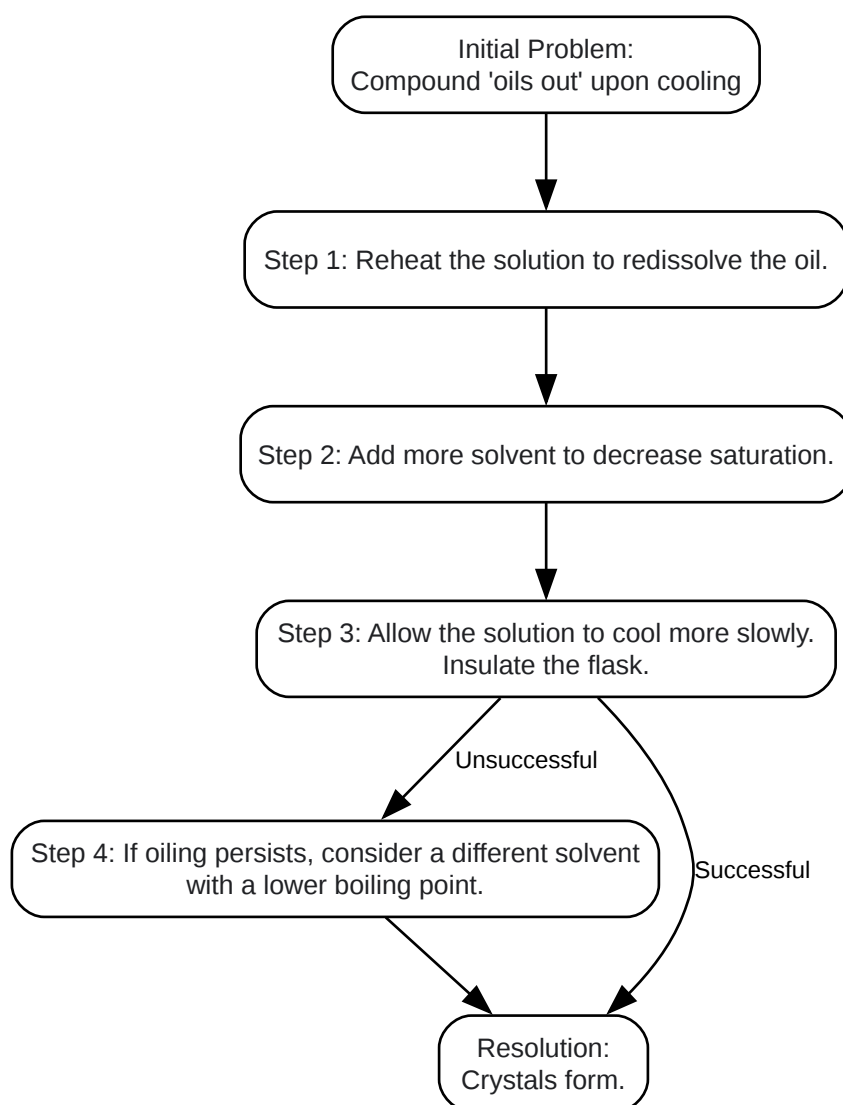 Initial Problem:
Compound 'oils out' upon cooling
Step 1: Reheat the solution to redissolve the oil.
Step 2: Add more solvent to decrease saturation.
Step 3: Allow the solution to cool more slowly.
Insulate the flask.
Unsuccessful
Step 4: If oiling persists, consider a different solvent
with a lower boiling point.
Successful
Resolution:
Crystals form.